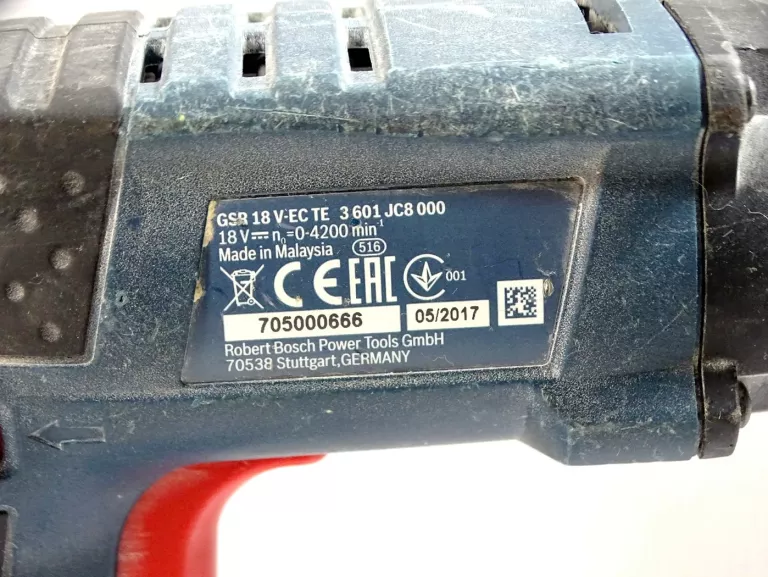 GSR 18 V-EC TE 3 601 JC8 000
18 V⎓ n₀=0-4200 min⁻¹
Made in Malaysia 516
CE EAC 001
705000666 05/2017
Robert Bosch Power Tools GmbH
70538 Stuttgart, GERMANY